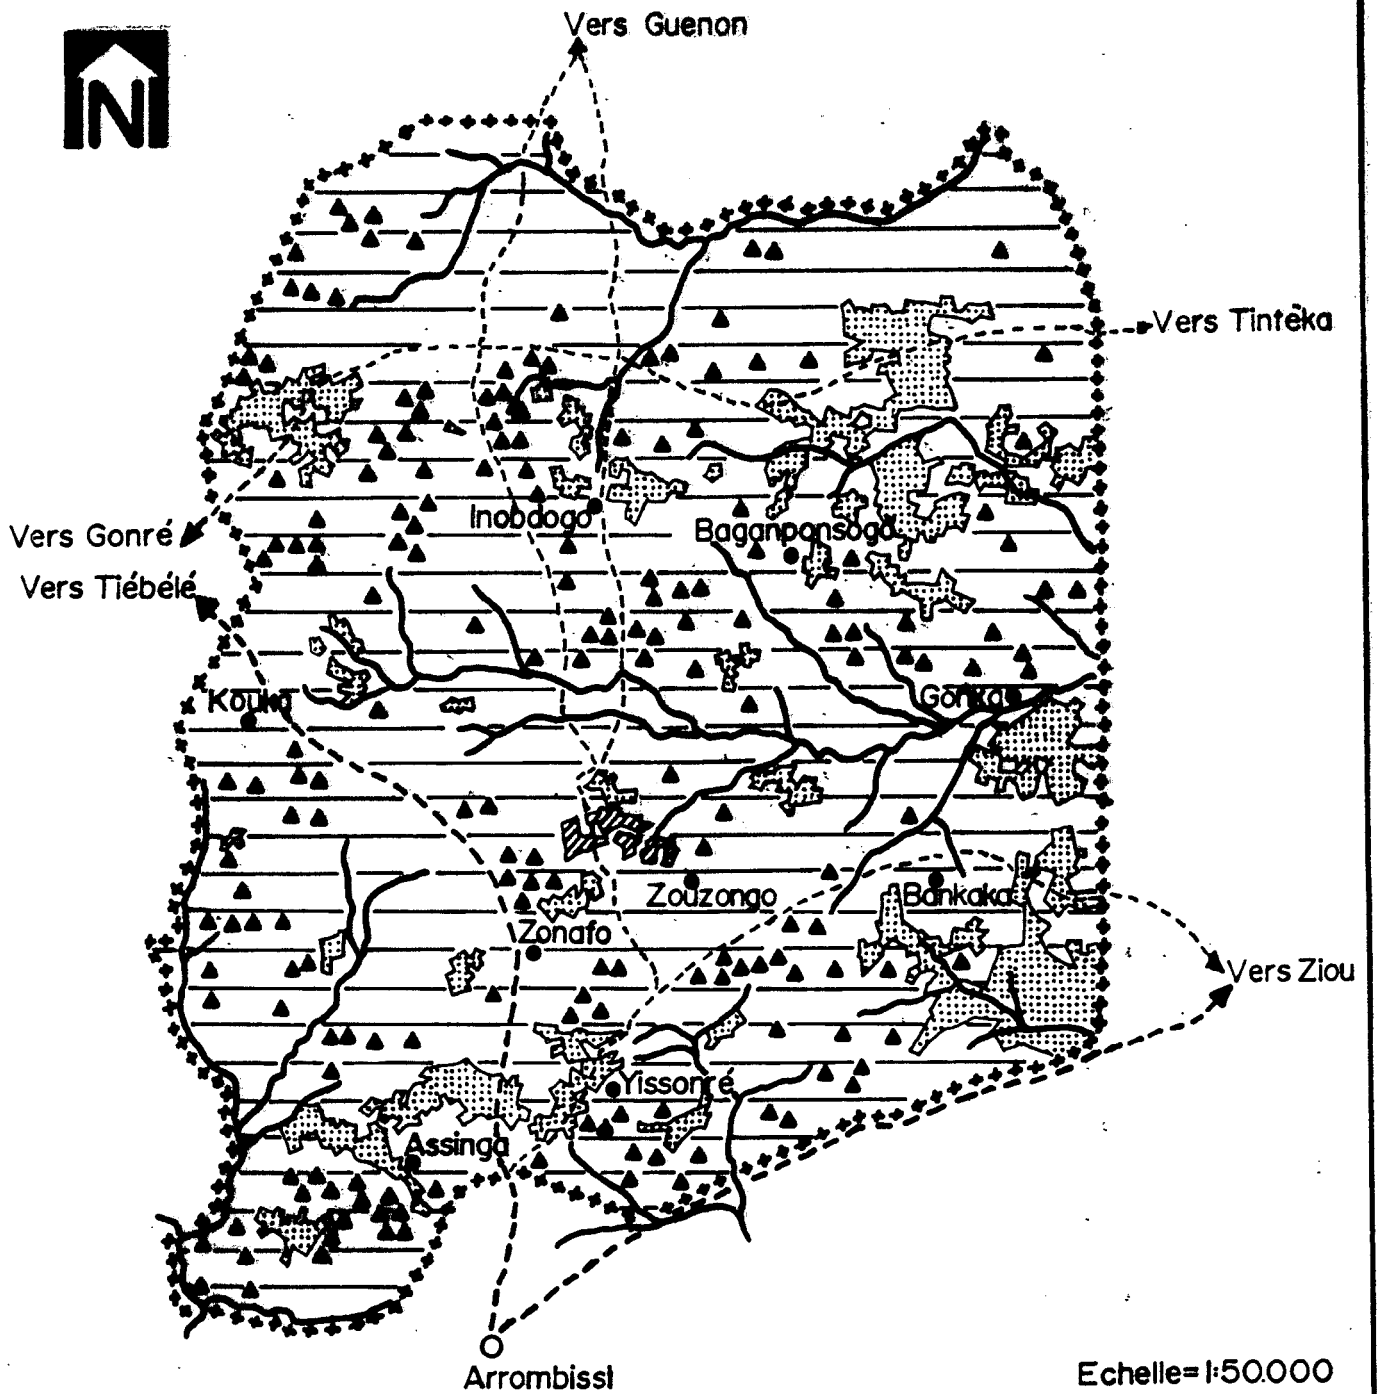 Vers Guenon
N
Vers Tintèka
Inobdogo
Baganponsogo
Vers Gonré
Vers Tiébélé
Kouka
Gonka
Zouzongo
Bankaka
Zonafo
Vers Ziou
Yissonré
Assinga
Arrombissi
Echelle=1:50.000